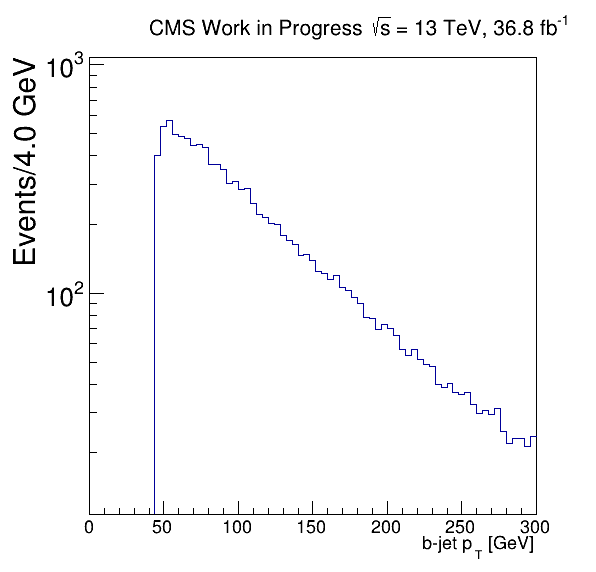 CMS Work in Progress √s = 13 TeV, 36.8 fb⁻¹
Events/4.0 GeV
10³
10²
0 50 100 150 200 250 300
b-jet p_T [GeV]